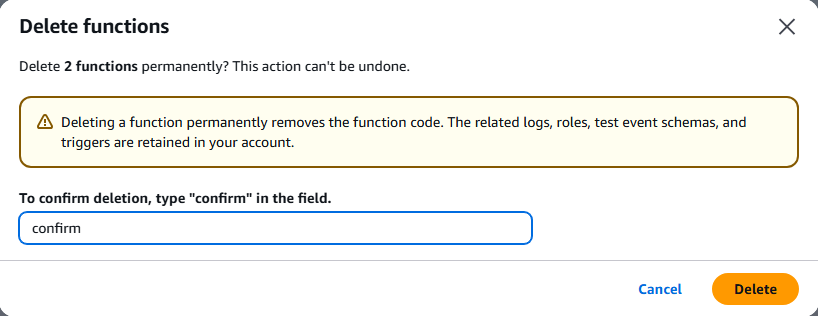 Delete functions
Delete 2 functions permanently? This action can't be undone.
Deleting a function permanently removes the function code. The related logs, roles, test event schemas, and
triggers are retained in your account.
To confirm deletion, type "confirm" in the field.
confirm
Cancel
Delete